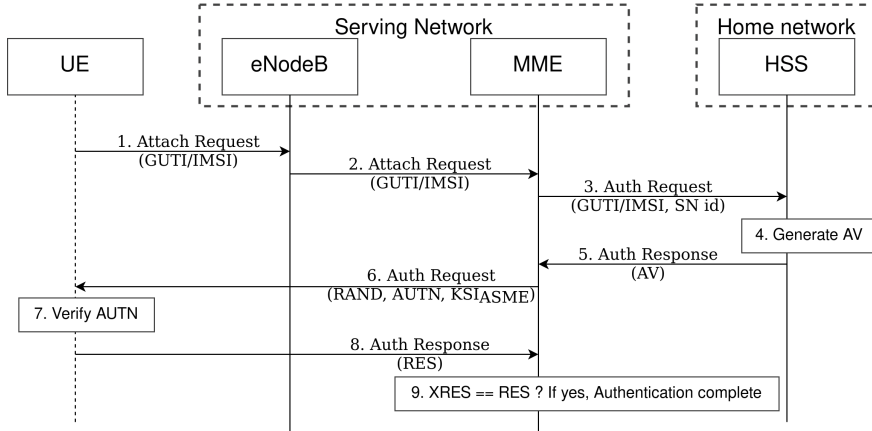 Serving Network
Home network
UE
eNodeB
MME
HSS
1. Attach Request
(GUTI/IMSI)
2. Attach Request
(GUTI/IMSI)
3. Auth Request
(GUTI/IMSI, SN id)
4. Generate AV
5. Auth Response
(AV)
6. Auth Request
(RAND, AUTN, KSIASME)
7. Verify AUTN
8. Auth Response
(RES)
9. XRES == RES ? If yes, Authentication complete